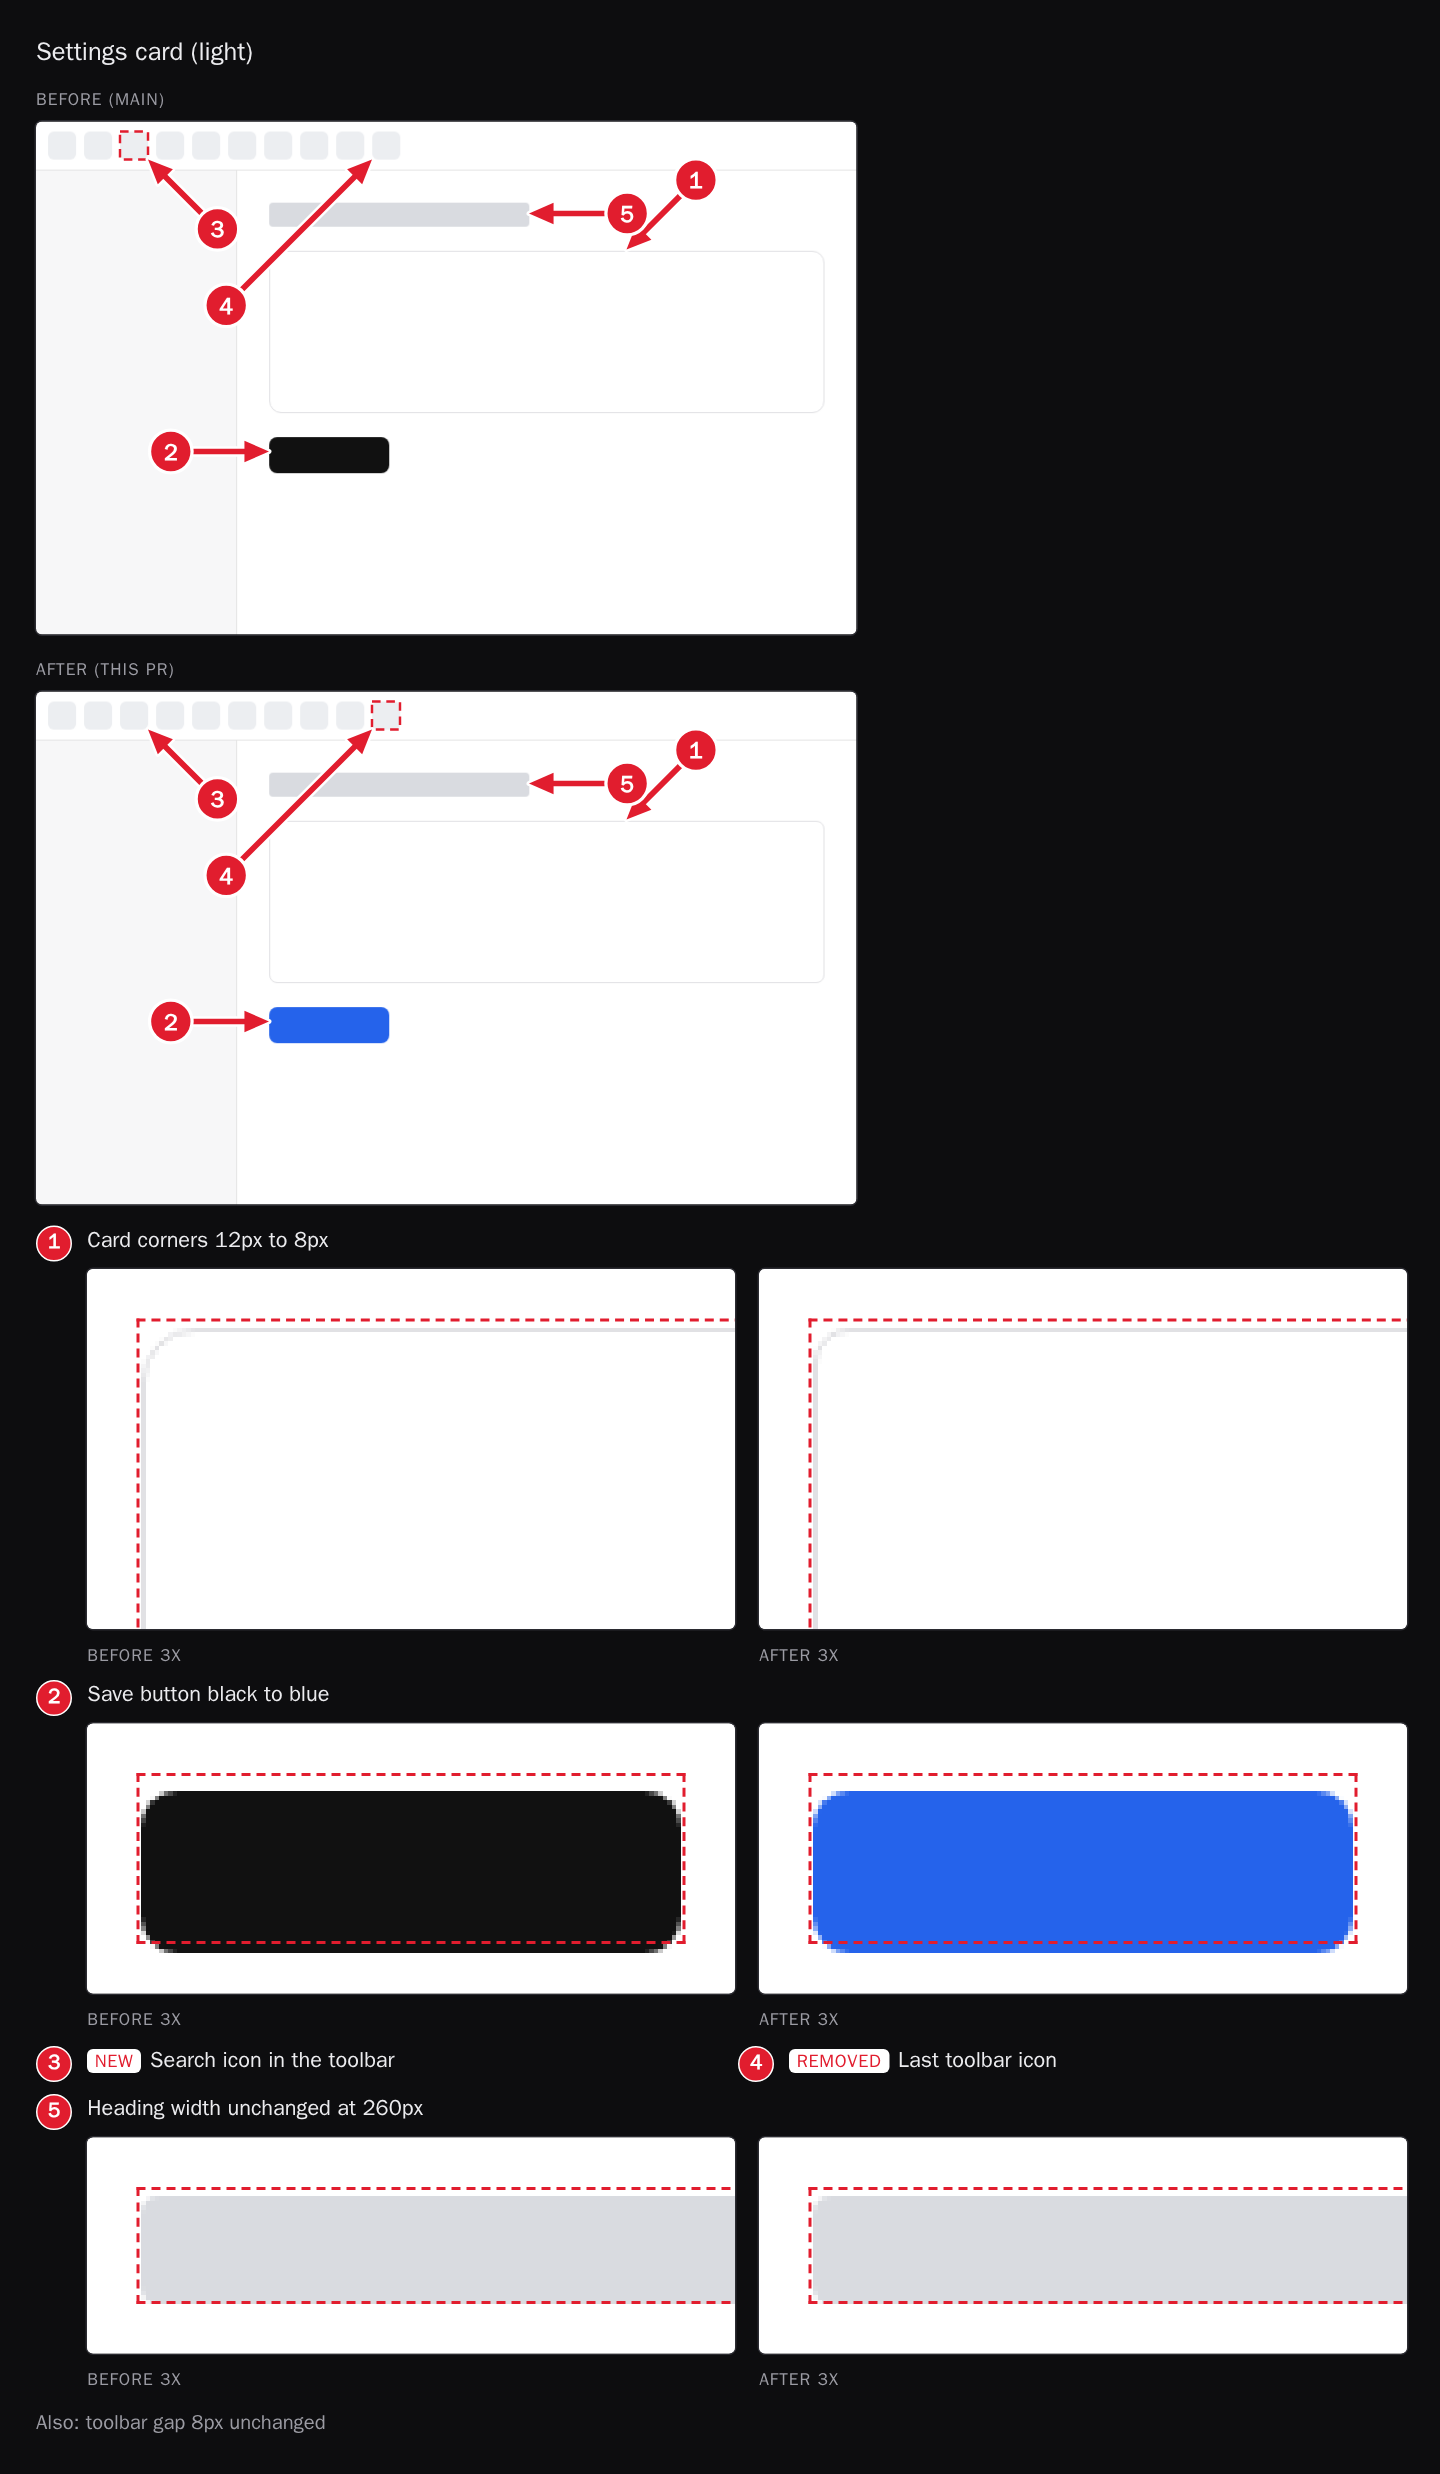 Settings card (light)
BEFORE (MAIN)
1
5
3
4
2
AFTER (THIS PR)
1
5
3
4
2
1 Card corners 12px to 8px
BEFORE 3X
AFTER 3X
2 Save button black to blue
BEFORE 3X
AFTER 3X
3 NEW Search icon in the toolbar
4 REMOVED Last toolbar icon
5 Heading width unchanged at 260px
BEFORE 3X
AFTER 3X
Also: toolbar gap 8px unchanged